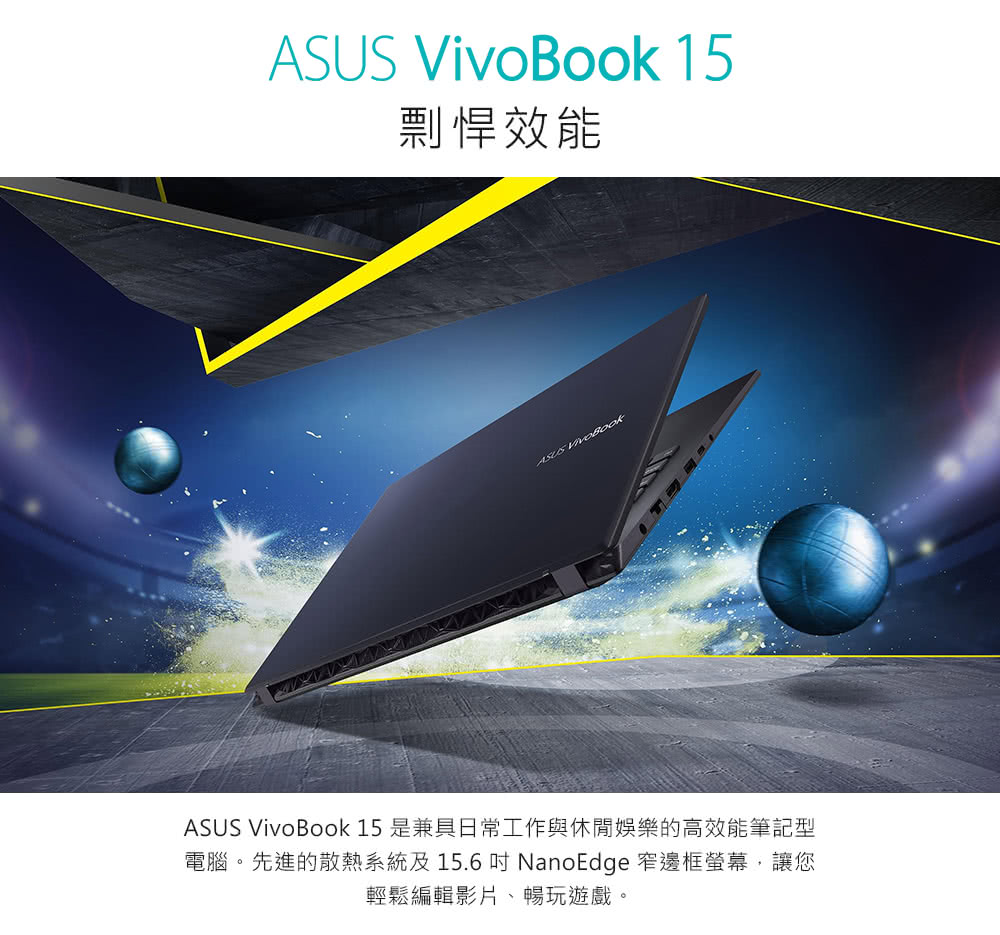 ASUS VivoBook 15
剽悍效能
ASUS VivoBook
ASUS VivoBook 15 是兼具日常工作與休閒娛樂的高效能筆記型
電腦。先進的散熱系統及 15.6 吋 NanoEdge 窄邊框螢幕，讓您
輕鬆編輯影片、暢玩遊戲。